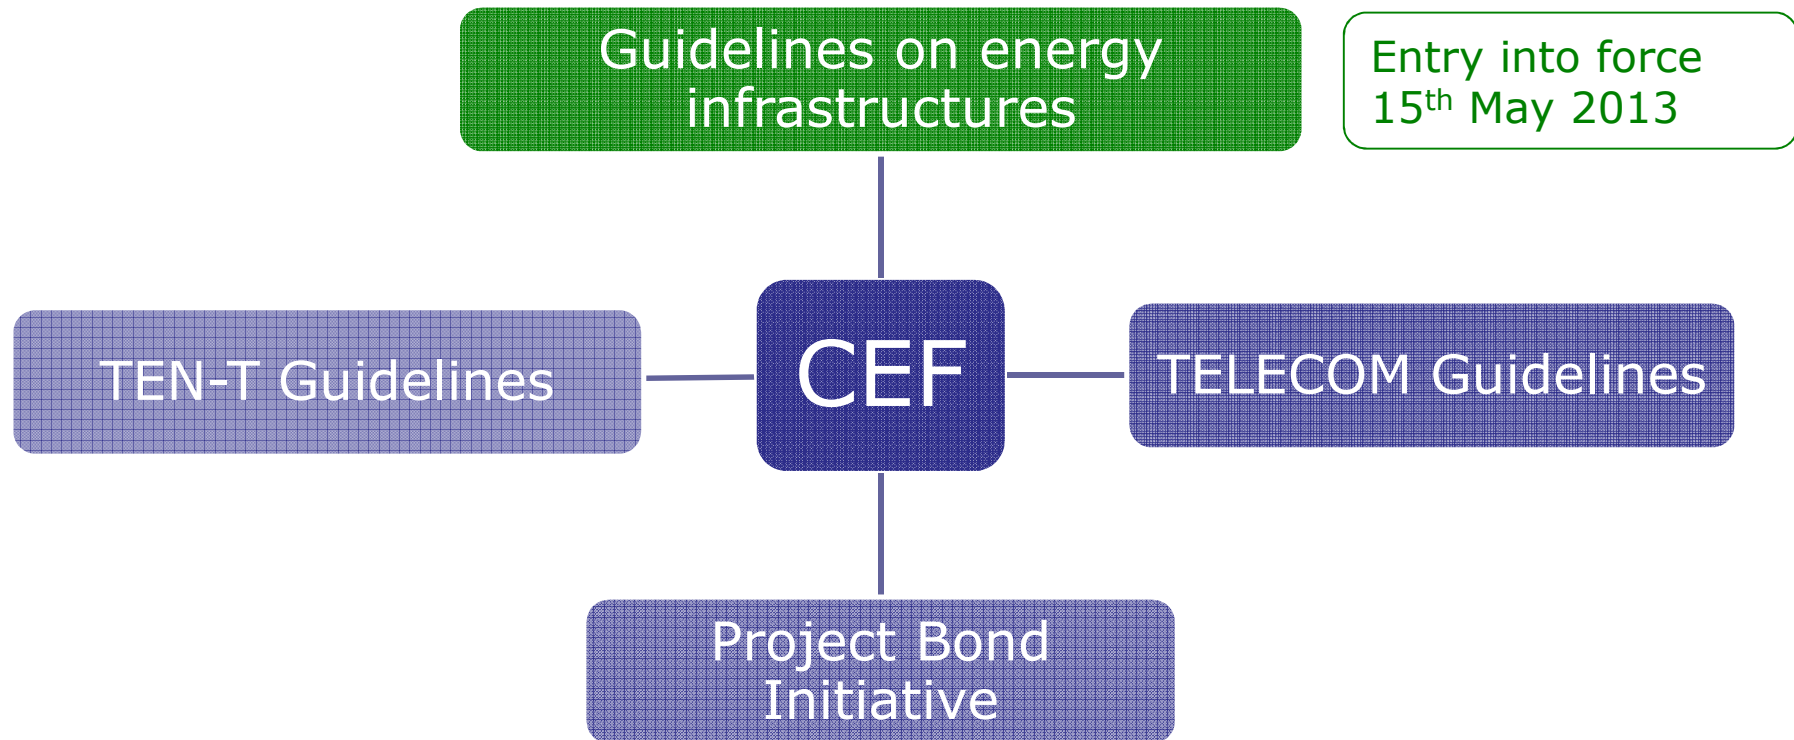 Guidelines on energy
infrastructures
Entry into force
15th May 2013
TEN-T Guidelines
CEF
TELECOM Guidelines
Project Bond
Initiative